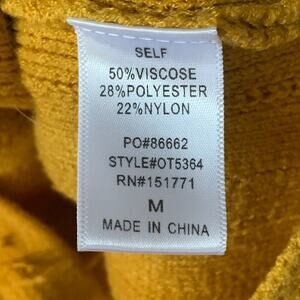 SELF
50%VISCOSE
28%POLYESTER
22%NYLON
PO#86662
STYLE#OT5364
RN#151771
M
MADE IN CHINA